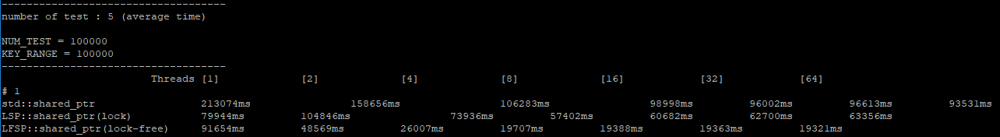 ------------------------------------
number of test : 5 (average time)
NUM_TEST = 100000
KEY_RANGE = 100000
------------------------------------
Threads [1] [2] [4] [8] [16] [32] [64]
# 1
std::shared_ptr 213074ms 158656ms 106283ms 98998ms 96002ms 96613ms 93531ms
LSP::shared_ptr(lock) 79944ms 104846ms 73936ms 57402ms 60682ms 62700ms 63356ms
LFSP::shared_ptr(lock-free) 91654ms 48569ms 26007ms 19707ms 19388ms 19363ms 19321ms